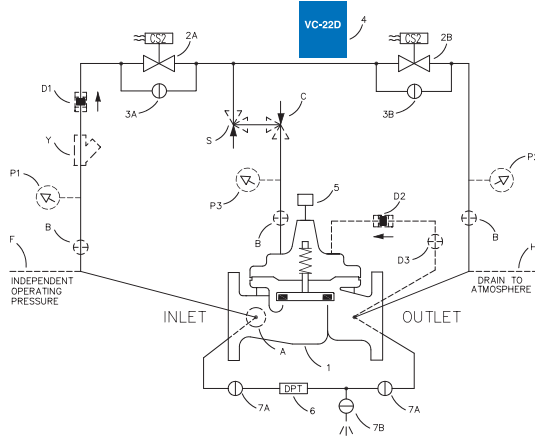 VC-22D
4
CS2
2A
CS2
2B
D1
3A
3B
C
S
Y
P1
P3
5
D2
B
B
B
D3
F
H
INDEPENDENT
OPERATING
PRESSURE
DRAIN TO
ATMOSPHERE
INLET
OUTLET
A
1
7A
DPT
6
7B
7A